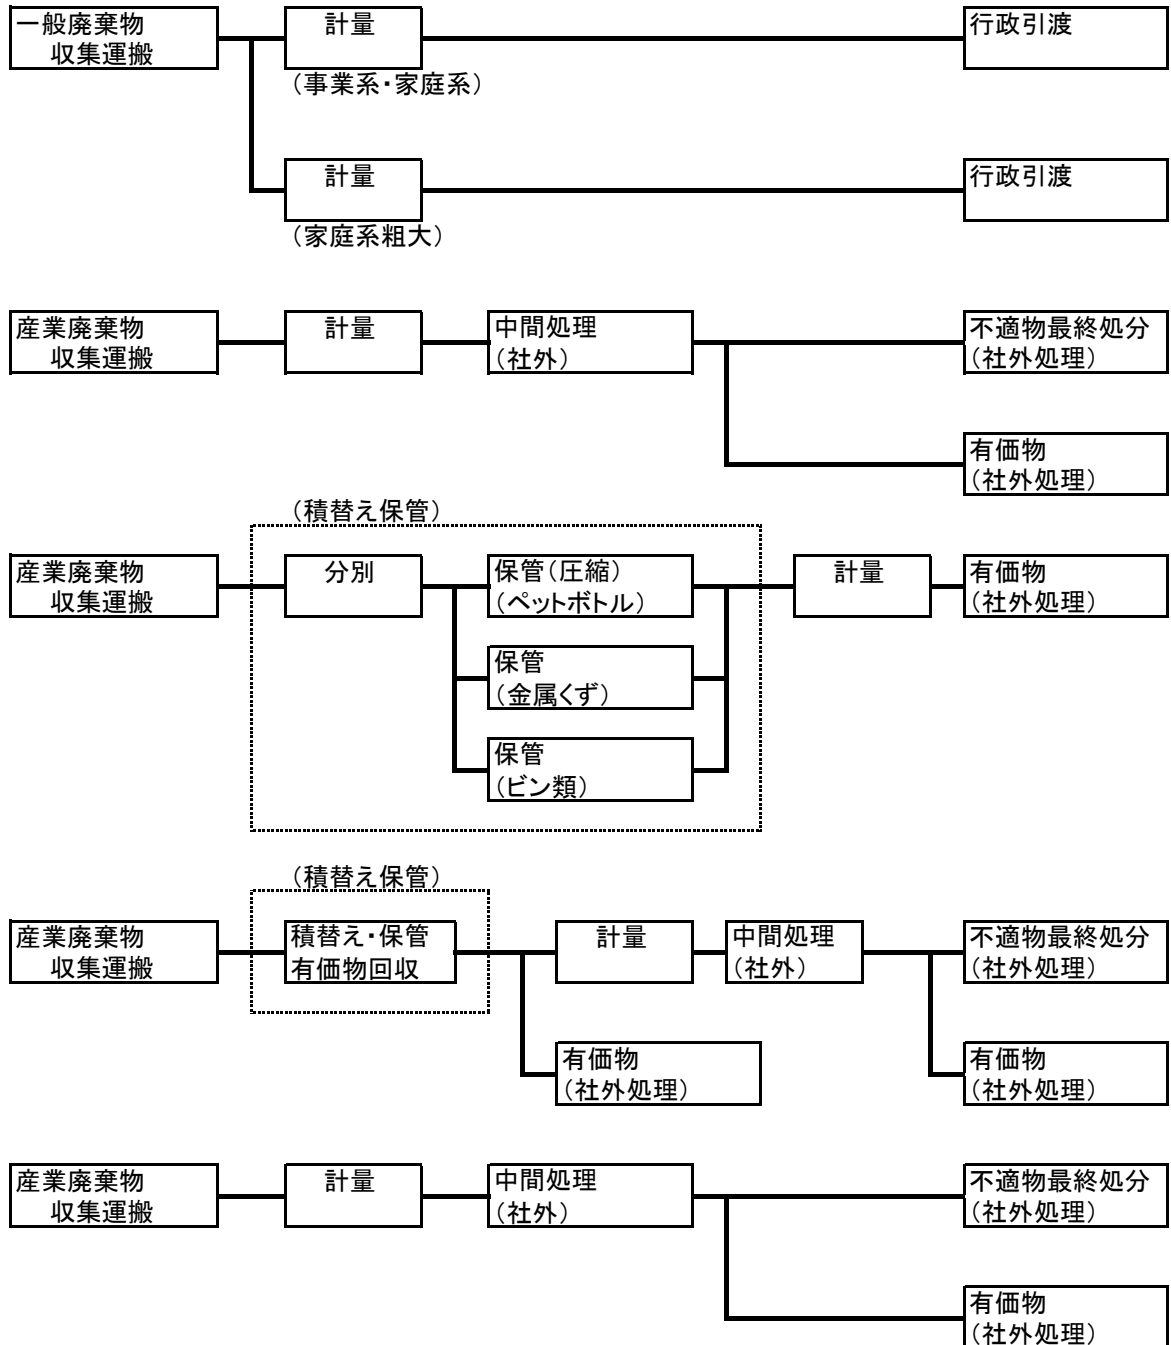 一般廃棄物
収集運搬
計量
行政引渡
（事業系・家庭系）
計量
行政引渡
（家庭系粗大）
産業廃棄物
収集運搬
計量
中間処理
（社外）
不適物最終処分
（社外処理）
有価物
（社外処理）
（積替え保管）
産業廃棄物
収集運搬
分別
保管（圧縮）
（ペットボトル）
計量
有価物
（社外処理）
保管
（金属くず）
保管
（ビン類）
（積替え保管）
産業廃棄物
収集運搬
積替え・保管
有価物回収
計量
中間処理
（社外）
不適物最終処分
（社外処理）
有価物
（社外処理）
有価物
（社外処理）
産業廃棄物
収集運搬
計量
中間処理
（社外）
不適物最終処分
（社外処理）
有価物
（社外処理）